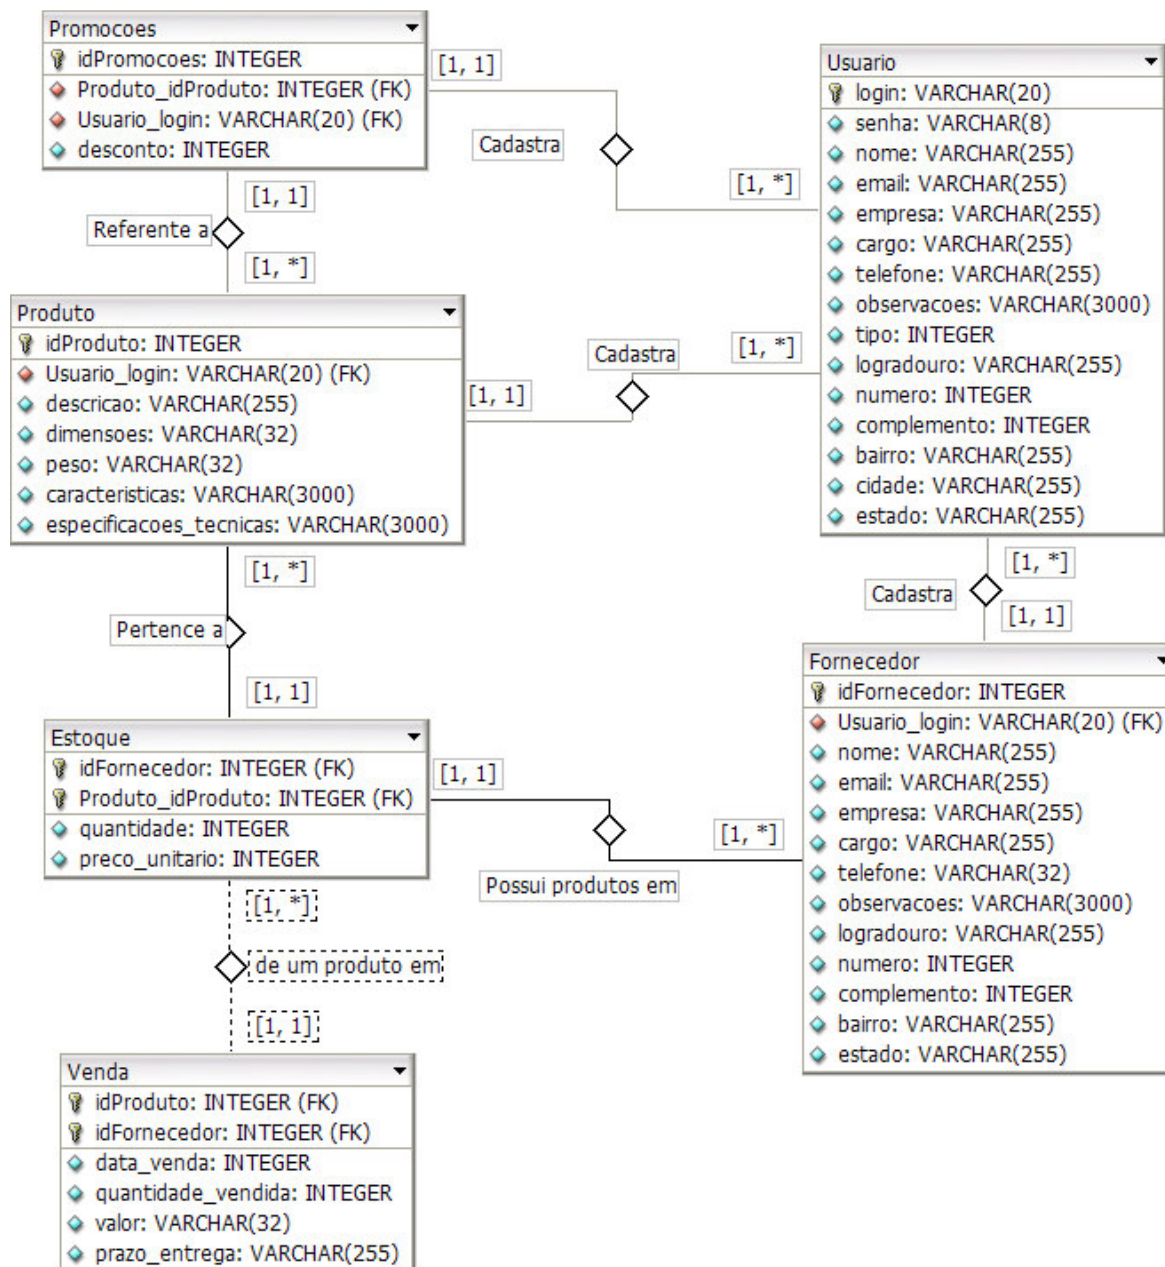 Promocoes
idPromocoes: INTEGER
Produto_idProduto: INTEGER (FK)
Usuario_login: VARCHAR(20) (FK)
desconto: INTEGER
[1, 1]
Cadastra
[1, *]
Usuario
login: VARCHAR(20)
senha: VARCHAR(8)
nome: VARCHAR(255)
email: VARCHAR(255)
empresa: VARCHAR(255)
cargo: VARCHAR(255)
telefone: VARCHAR(255)
observacoes: VARCHAR(3000)
tipo: INTEGER
logradouro: VARCHAR(255)
numero: INTEGER
complemento: INTEGER
bairro: VARCHAR(255)
cidade: VARCHAR(255)
estado: VARCHAR(255)
[1, 1]
Referente a
[1, *]
Produto
idProduto: INTEGER
Usuario_login: VARCHAR(20) (FK)
descricao: VARCHAR(255)
dimensoes: VARCHAR(32)
peso: VARCHAR(32)
caracteristicas: VARCHAR(3000)
especificacoes_tecnicas: VARCHAR(3000)
[1, 1]
Cadastra
[1, *]
[1, *]
Cadastra
[1, 1]
[1, *]
Pertence a
[1, 1]
Estoque
idFornecedor: INTEGER (FK)
Produto_idProduto: INTEGER (FK)
quantidade: INTEGER
preco_unitario: INTEGER
[1, 1]
Possui produtos em
[1, *]
Fornecedor
idFornecedor: INTEGER
Usuario_login: VARCHAR(20) (FK)
nome: VARCHAR(255)
email: VARCHAR(255)
empresa: VARCHAR(255)
cargo: VARCHAR(255)
telefone: VARCHAR(32)
observacoes: VARCHAR(3000)
logradouro: VARCHAR(255)
numero: INTEGER
complemento: INTEGER
bairro: VARCHAR(255)
estado: VARCHAR(255)
[1, *]
de um produto em
[1, 1]
Venda
idProduto: INTEGER (FK)
idFornecedor: INTEGER (FK)
data_venda: INTEGER
quantidade_vendida: INTEGER
valor: VARCHAR(32)
prazo_entrega: VARCHAR(255)